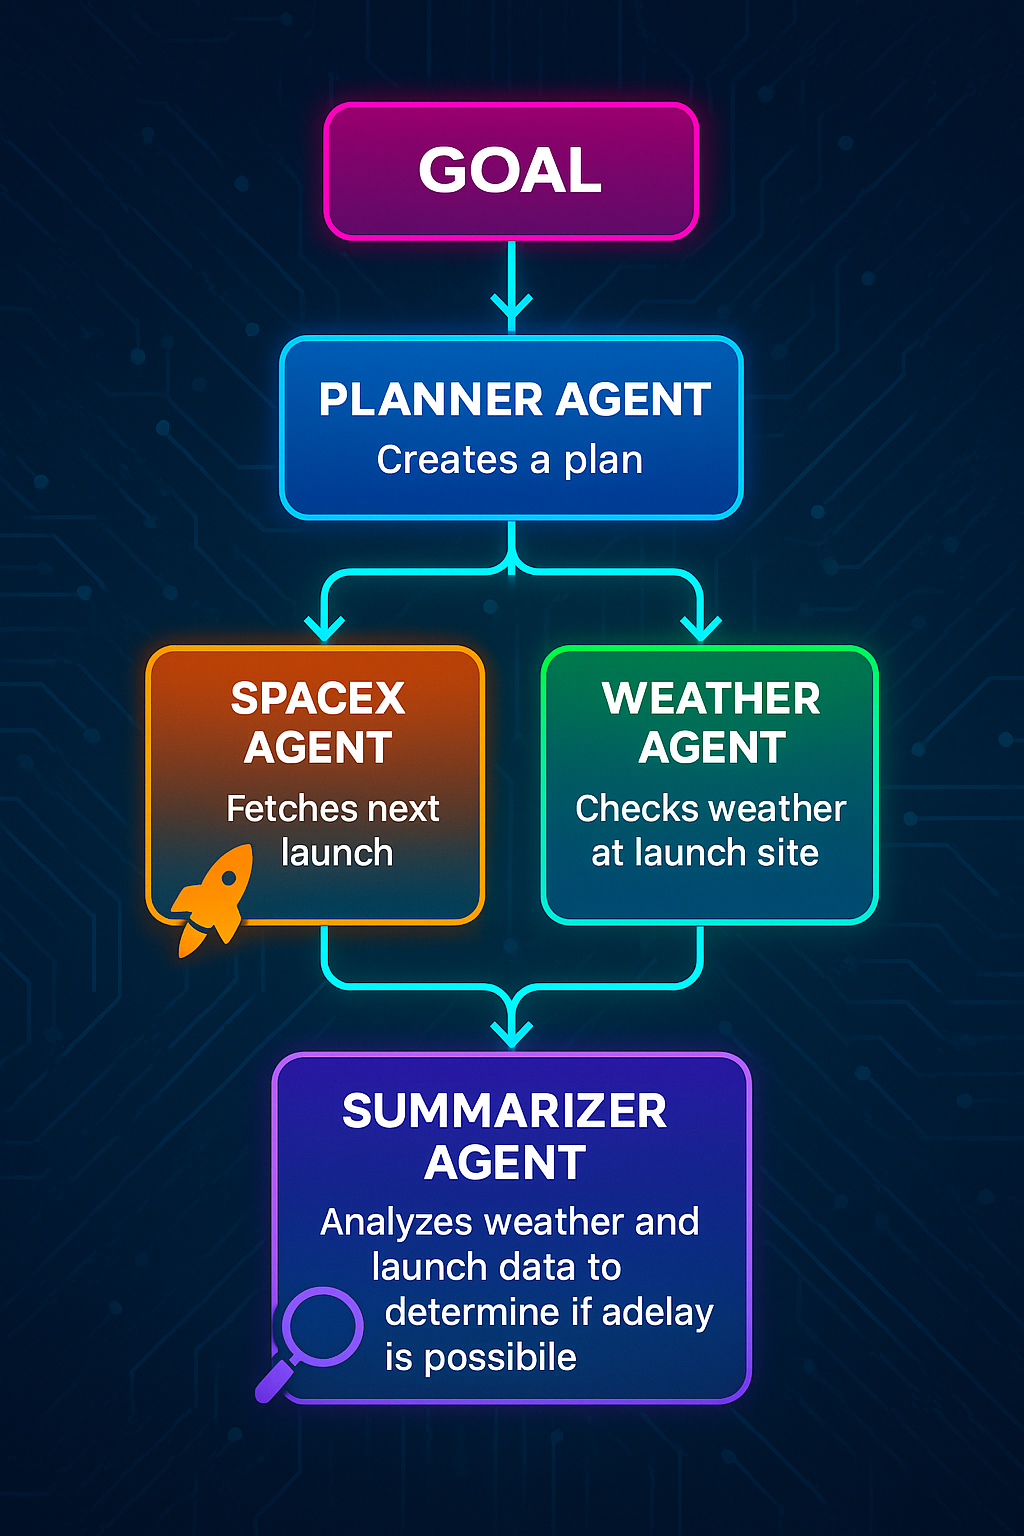 GOAL
PLANNER AGENT
Creates a plan
SPACEX
AGENT
Fetches next
launch
WEATHER
AGENT
Checks weather
at launch site
SUMMARIZER
AGENT
Analyzes weather and
launch data to
determine if adelay
is possibile